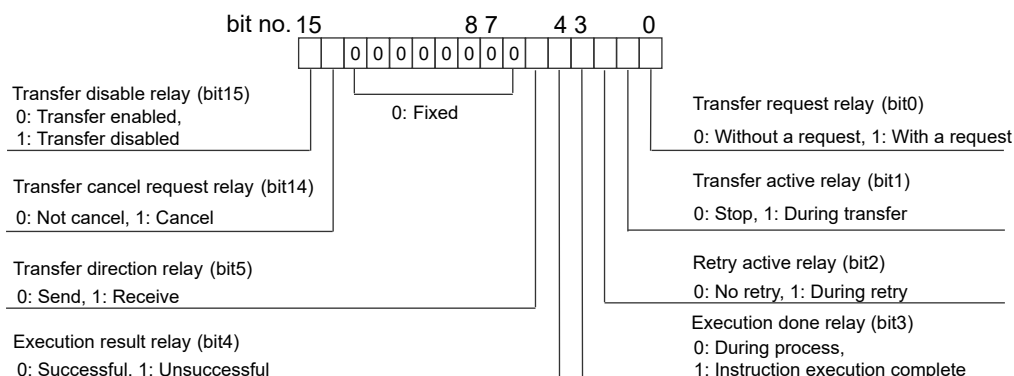 bit no. 15 8 7 4 3 0
0 0 0 0 0 0 0 0
0: Fixed
Transfer disable relay (bit15)
0: Transfer enabled,
1: Transfer disabled
Transfer cancel request relay (bit14)
0: Not cancel, 1: Cancel
Transfer direction relay (bit5)
0: Send, 1: Receive
Execution result relay (bit4)
0: Successful, 1: Unsuccessful
Transfer request relay (bit0)
0: Without a request, 1: With a request
Transfer active relay (bit1)
0: Stop, 1: During transfer
Retry active relay (bit2)
0: No retry, 1: During retry
Execution done relay (bit3)
0: During process,
1: Instruction execution complete